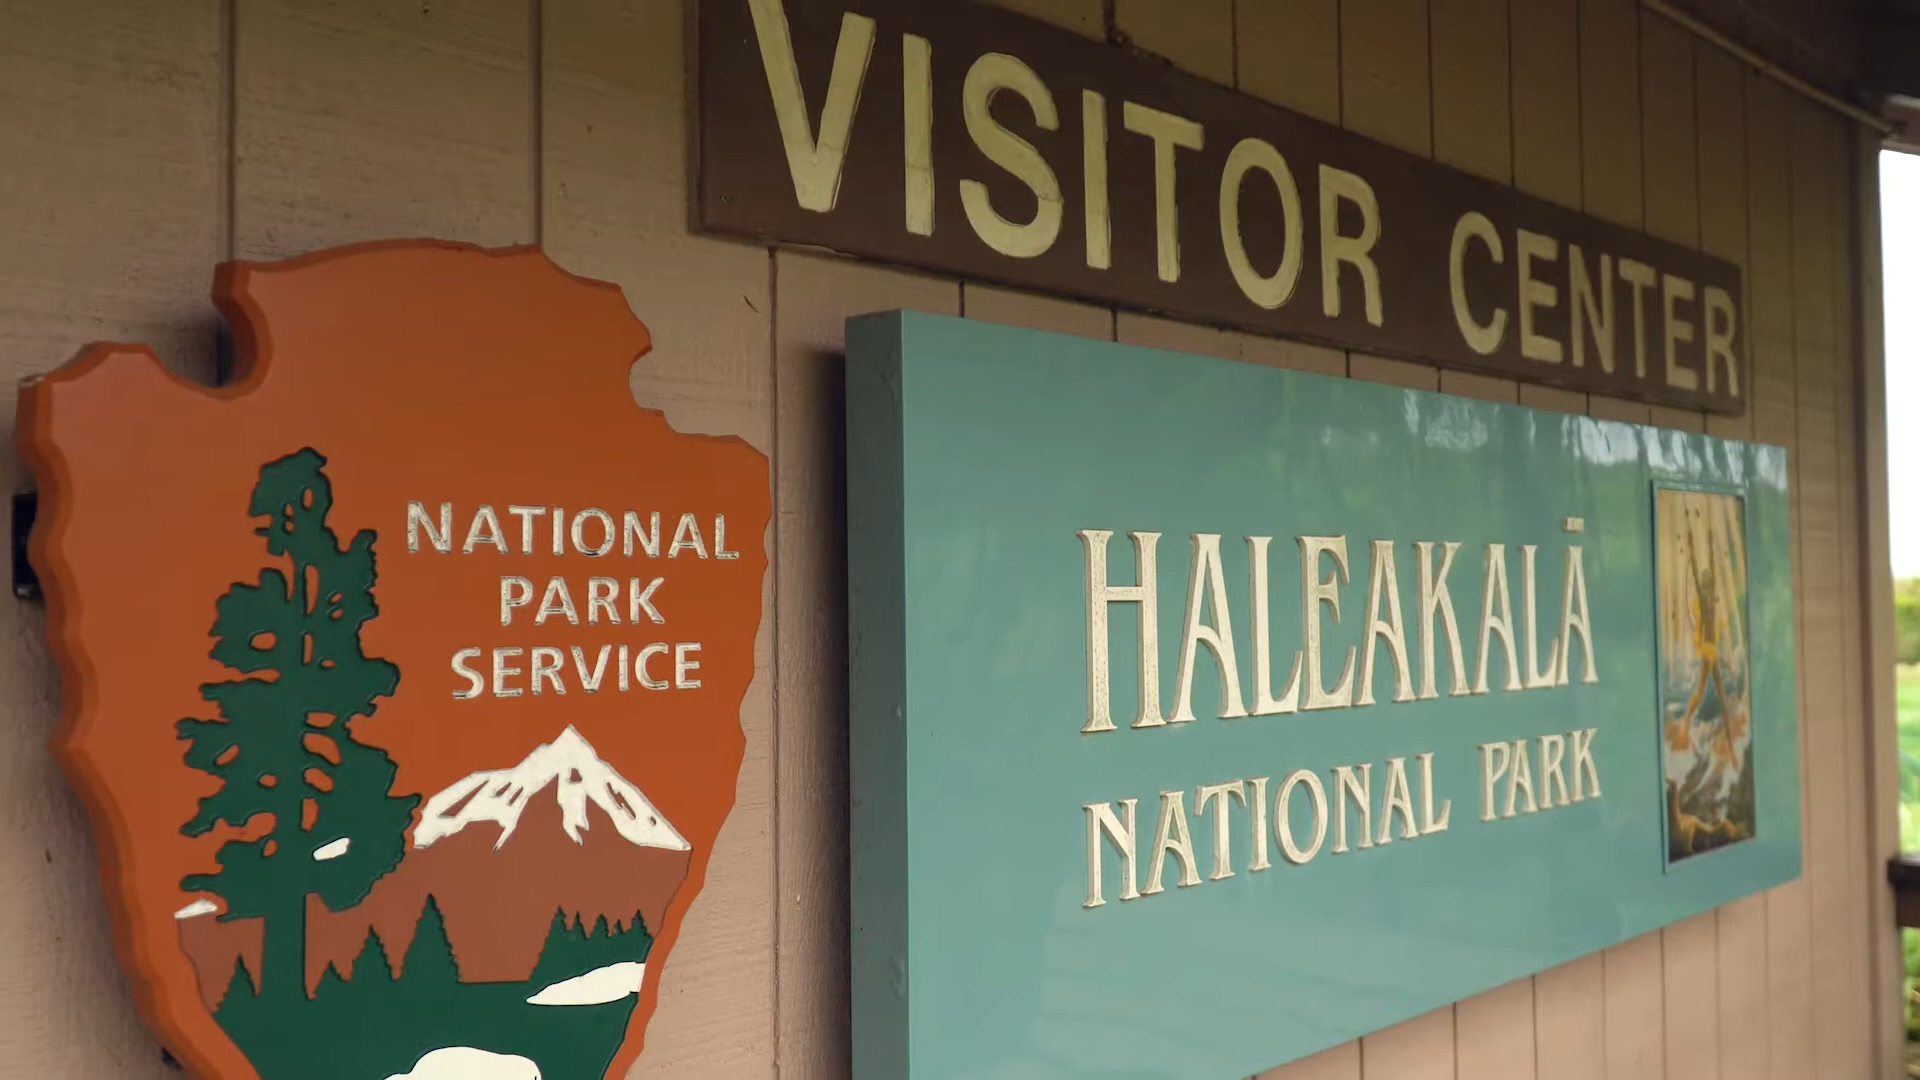 VISITOR CENTER
NATIONAL
PARK
SERVICE
HALEAKALĀ
NATIONAL PARK